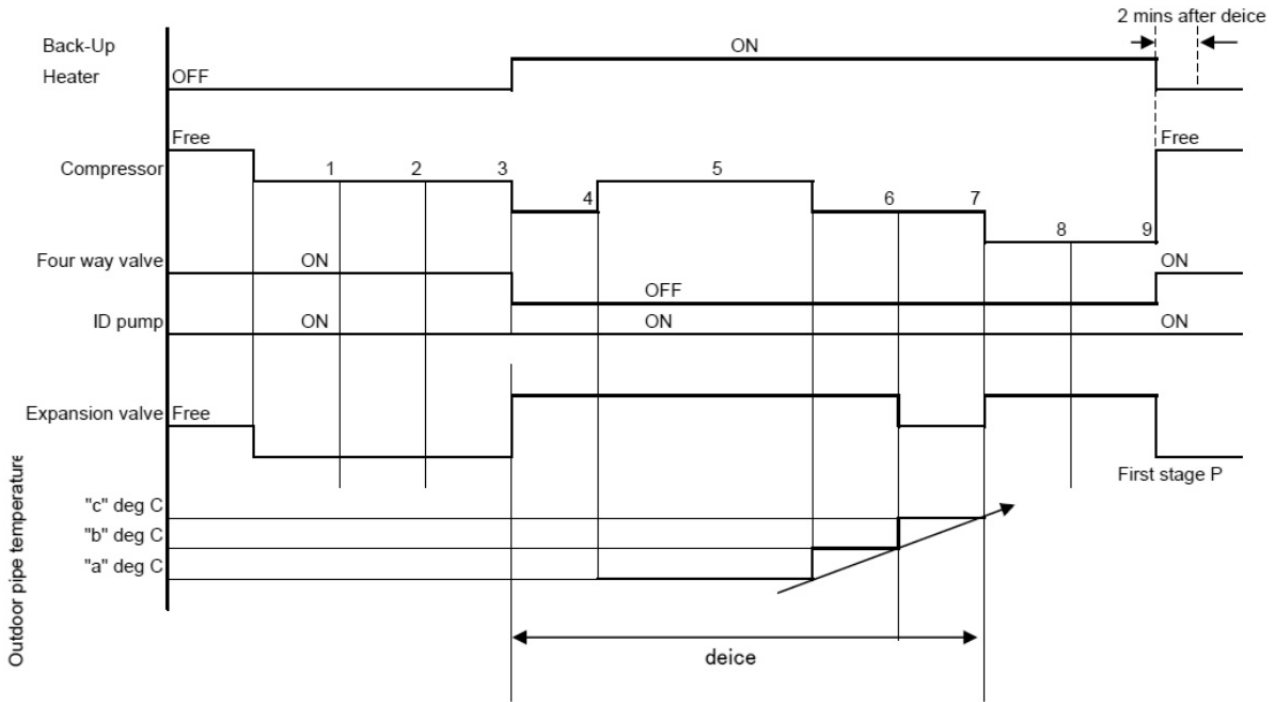 2 mins after deice
Back-Up
Heater
OFF
ON
Free
Free
Compressor
1
2
3
4
5
6
7
8
9
Four way valve
ON
OFF
ON
ID pump
ON
ON
ON
Expansion valve
Free
First stage P
Outdoor pipe temperature
"c" deg C
"b" deg C
"a" deg C
deice